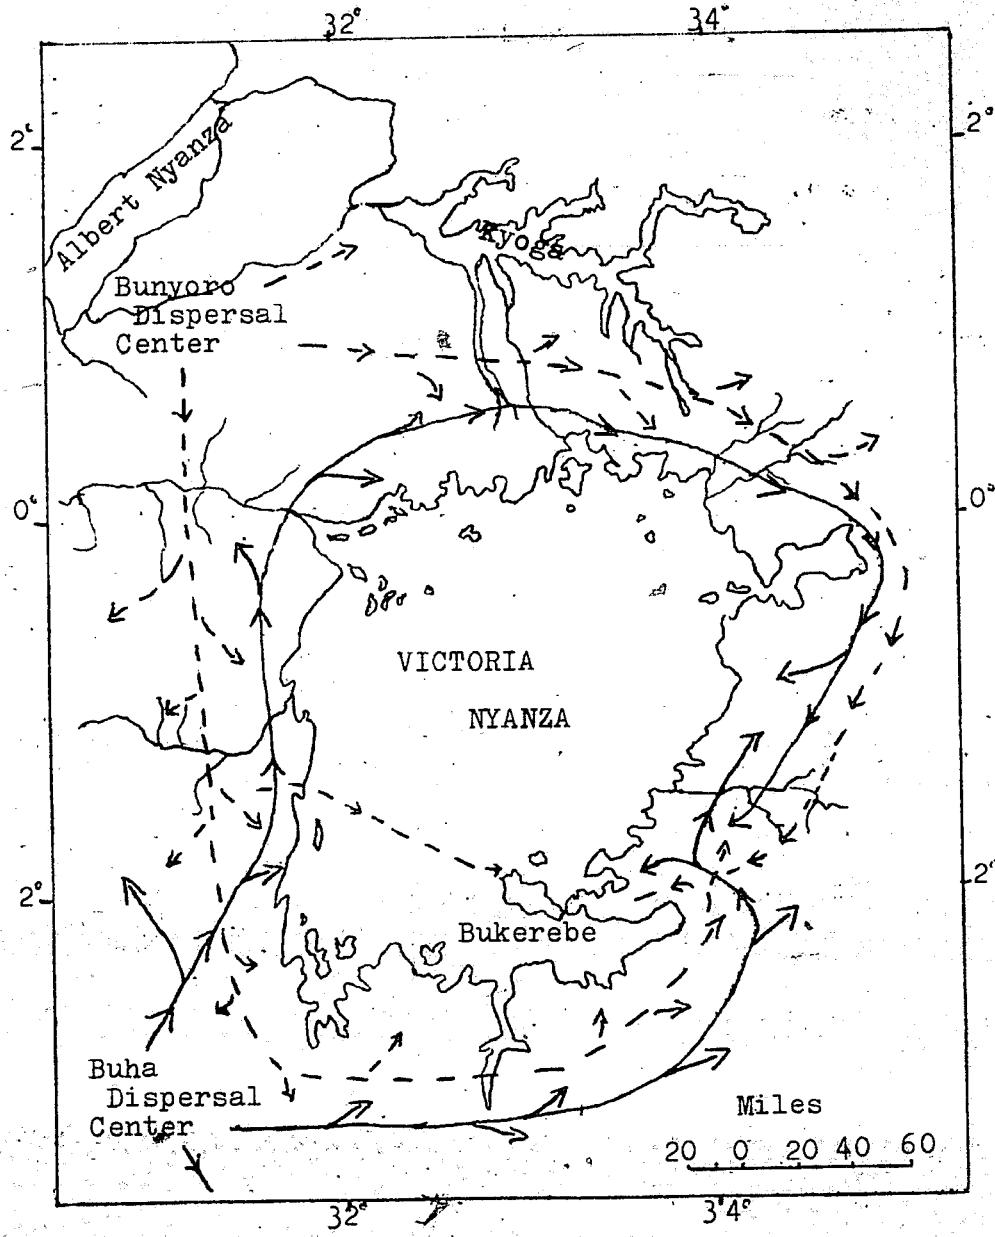 32° 34°
2° 2°
Albert Nyanza
Kyoga
Bunyoro
Dispersal
Center
0° 0°
VICTORIA
NYANZA
2° 2°
Bukerebe
Buha
Dispersal
Center
Miles
20 0 20 40 60
32° 34°